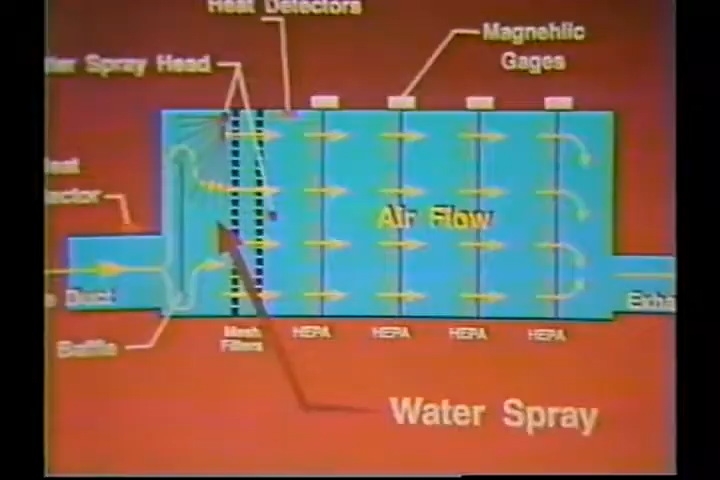 Heat Detectors
Magnehlic
Gages
ter Spray Head
eat
ector
Air Flow
Duct
Exha
Baffle
Mesh
Filters
HEPA
HEPA
HEPA
HEPA
Water Spray